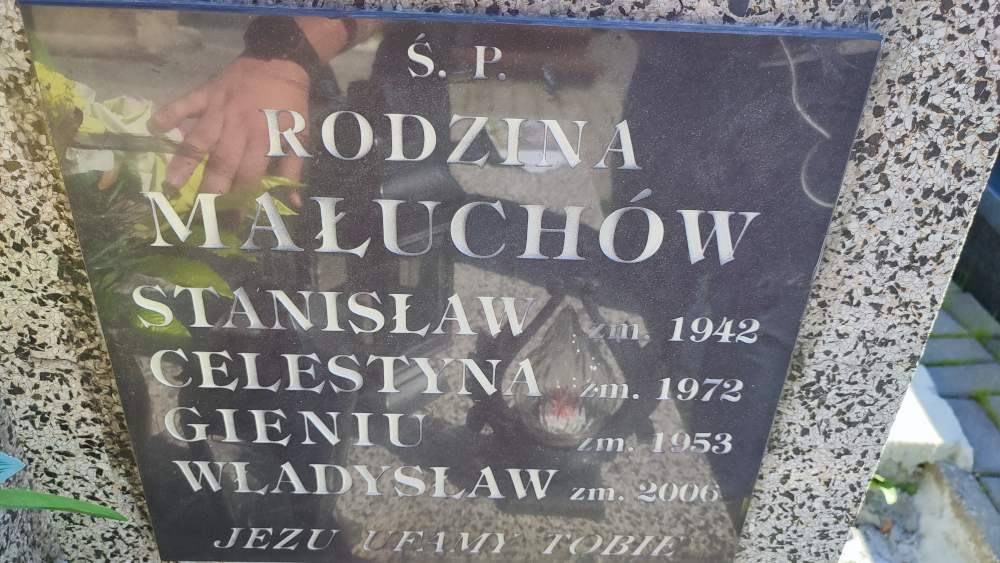 Ś. P.
RODZINA
MAŁUCHÓW
STANISŁAW zm. 1942
CELESTYNA zm. 1972
GIENIU zm. 1953
WŁADYSŁAW zm. 2006
JEZU UFAMY TOBIE